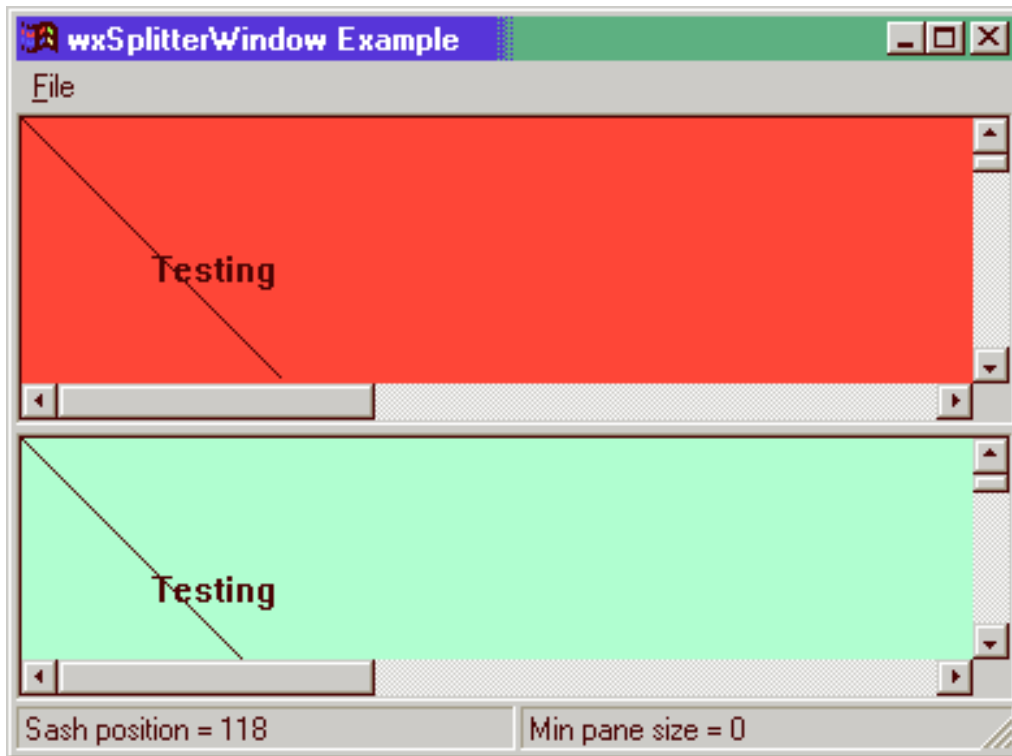 wxSplitterWindow Example
File
Testing
Testing
Sash position = 118
Min pane size = 0